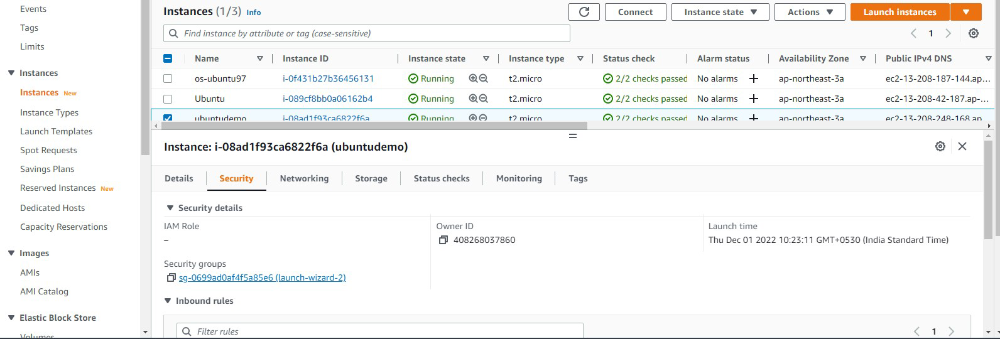 Events
Tags
Limits
Instances
Instances New
Instance Types
Launch Templates
Spot Requests
Savings Plans
Reserved Instances New
Dedicated Hosts
Capacity Reservations
Images
AMIs
AMI Catalog
Elastic Block Store
Volumes
Instances (1/3) Info
Connect Instance state Actions Launch instances
Find instance by attribute or tag (case-sensitive) 1
Name Instance ID Instance state Instance type Status check Alarm status Availability Zone Public IPv4 DNS
os-ubuntu97 i-0f431b27b36456131 Running t2.micro 2/2 checks passed No alarms + ap-northeast-3a ec2-13-208-187-144.ap...
Ubuntu i-089cf8bb0a06162b4 Running t2.micro 2/2 checks passed No alarms + ap-northeast-3a ec2-13-208-42-187.ap-...
ubuntudemo i-08ad1f93ca6822f6a Running t2.micro 2/2 checks passed No alarms + ap-northeast-3a ec2-13-208-248-168.ap...
Instance: i-08ad1f93ca6822f6a (ubuntudemo)
Details Security Networking Storage Status checks Monitoring Tags
Security details
IAM Role Owner ID Launch time
– 408268037860 Thu Dec 01 2022 10:23:11 GMT+0530 (India Standard Time)
Security groups
sg-0699ad0af4f5a85e6 (launch-wizard-2)
Inbound rules
Filter rules 1